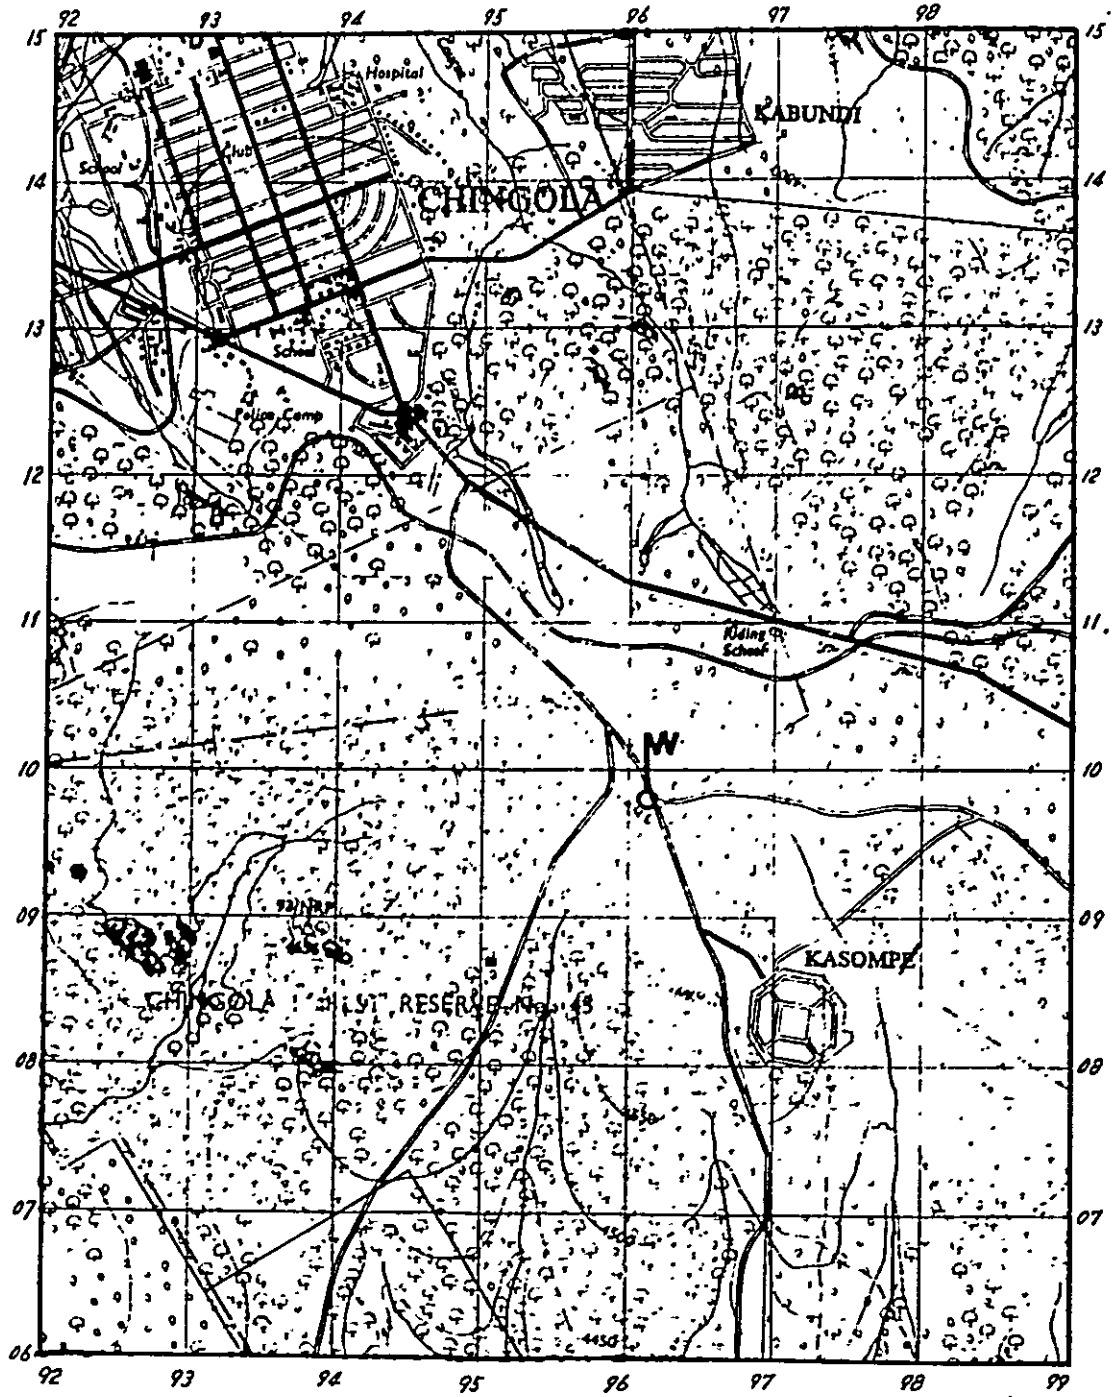 92 93 94 95 96 97 98
15 15
Hospital
KABUNDI
Club
School
14 CHINGOLA 14
13 13
School
Police Camp
12 12
11 11
Riding
School
W
10 10
09 09
KASOMPE
CHINGOLA RESERVE No. 45
08 08
07 07
4450
06
92 93 94 95 96 97 98 99